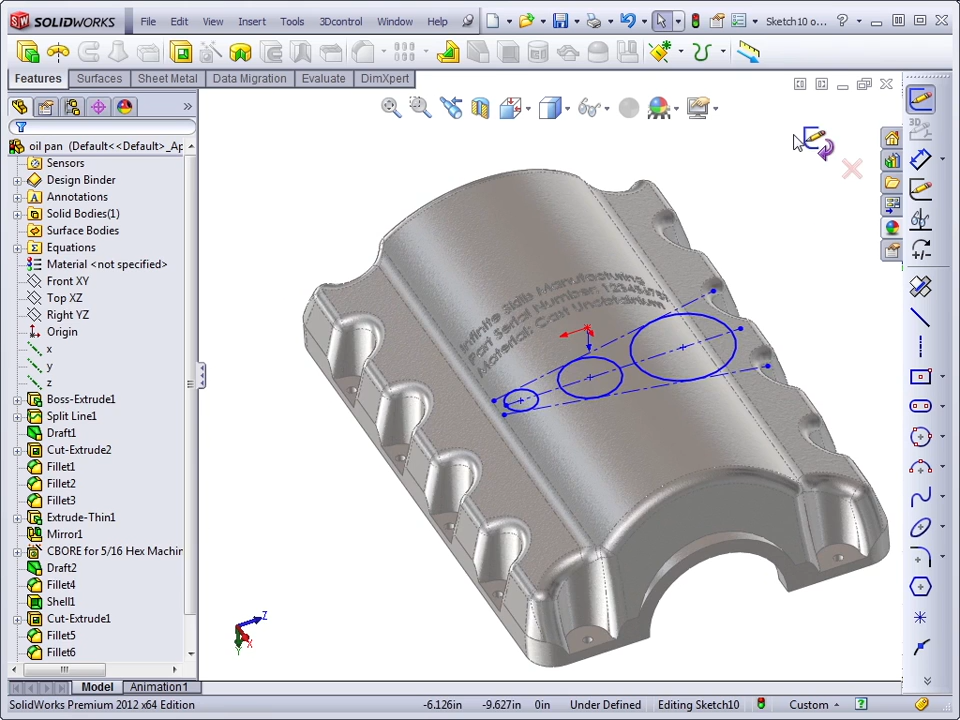 SOLIDWORKS File Edit View Insert Tools 3Dcontrol Window Help Sketch10 o... ?
Features Surfaces Sheet Metal Data Migration Evaluate DimXpert
3D
oil pan (Default<<Default>_Ap
Sensors
Design Binder
Annotations
Solid Bodies(1)
Surface Bodies
Equations
Material <not specified>
Front XY
Top XZ
Right YZ
Origin
x
y
z
Boss-Extrude1
Split Line1
Draft1
Cut-Extrude2
Fillet1
Fillet2
Fillet3
Extrude-Thin1
Mirror1
CBORE for 5/16 Hex Machin
Draft2
Fillet4
Shell1
Cut-Extrude1
Fillet5
Fillet6
Infinite Skills Manufacturing
Part Serial Number: 123456787
Material: Cast Unobtainium
Z
X
Y
Model Animation1
SolidWorks Premium 2012 x64 Edition -6.126in -9.627in 0in Under Defined Editing Sketch10 Custom ?